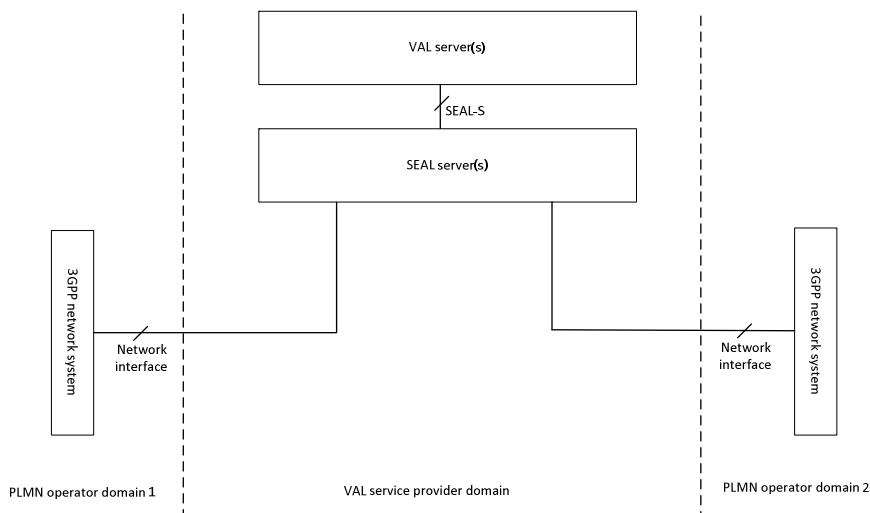 VAL server(s)
SEAL-S
SEAL server(s)
3GPP network system
Network
interface
3GPP network system
Network
interface
PLMN operator domain 1
VAL service provider domain
PLMN operator domain 2